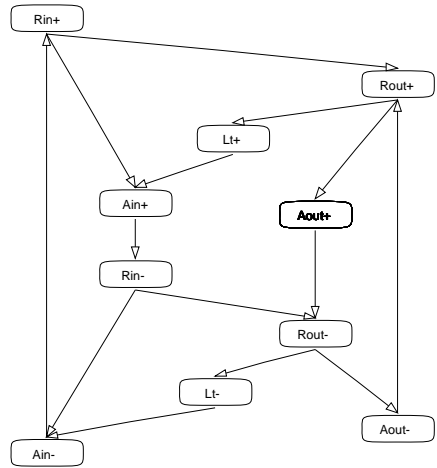 Rin+
Rout+
Lt+
Ain+
Aout+
Rin-
Rout-
Lt-
Aout-
Ain-